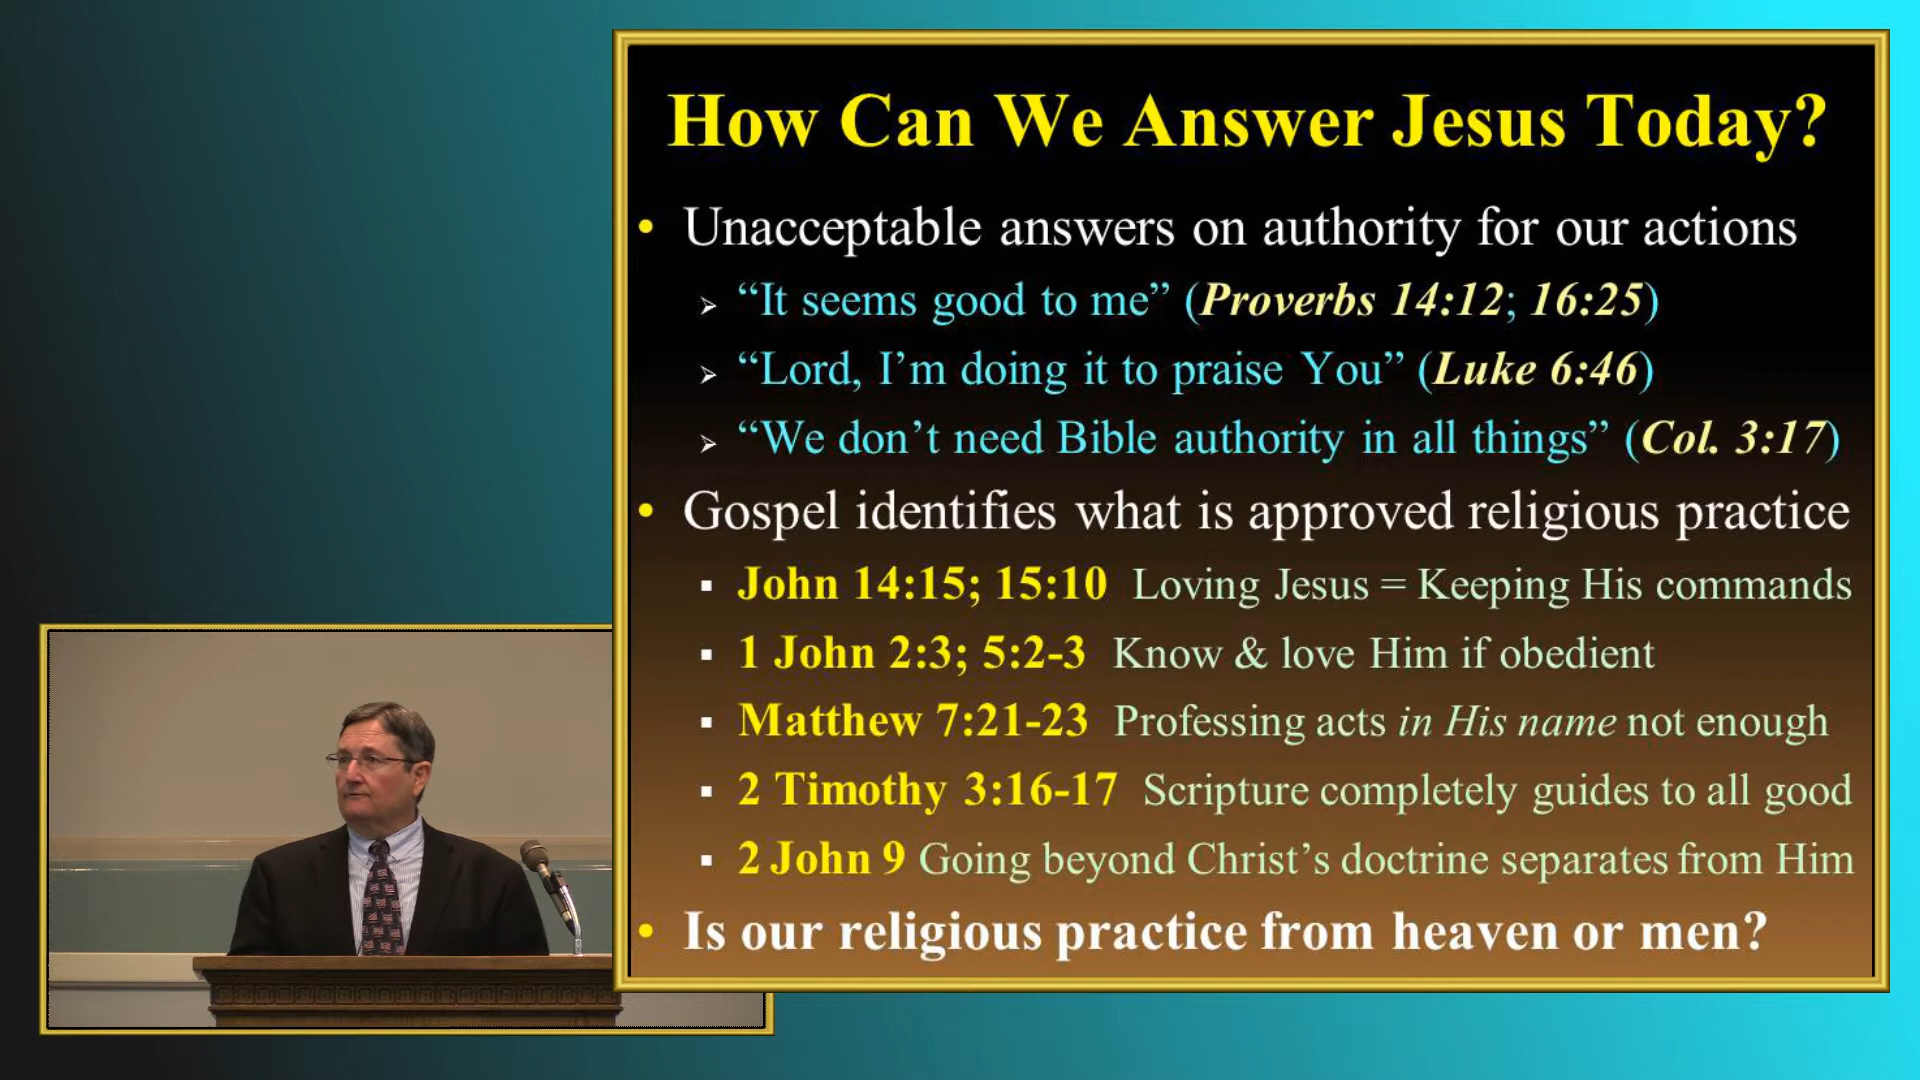 How Can We Answer Jesus Today?
• Unacceptable answers on authority for our actions
➢ “It seems good to me” (Proverbs 14:12; 16:25)
➢ “Lord, I’m doing it to praise You” (Luke 6:46)
➢ “We don’t need Bible authority in all things” (Col. 3:17)
• Gospel identifies what is approved religious practice
▪ John 14:15; 15:10 Loving Jesus = Keeping His commands
▪ 1 John 2:3; 5:2-3 Know & love Him if obedient
▪ Matthew 7:21-23 Professing acts in His name not enough
▪ 2 Timothy 3:16-17 Scripture completely guides to all good
▪ 2 John 9 Going beyond Christ’s doctrine separates from Him
• Is our religious practice from heaven or men?